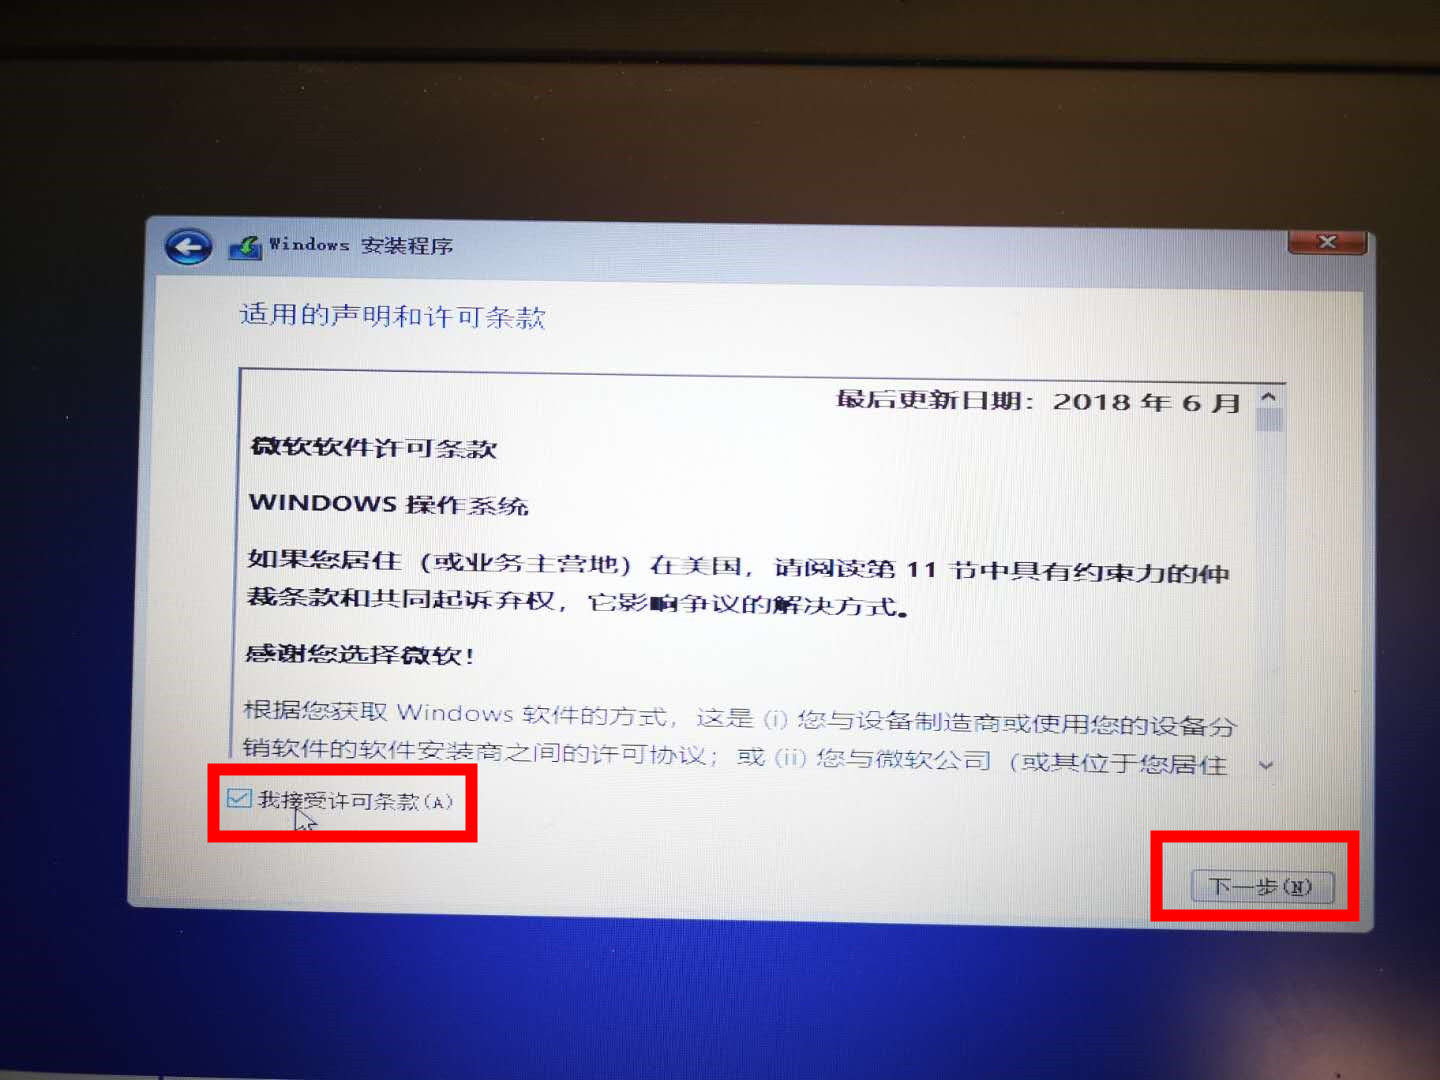 Windows 安装程序
适用的声明和许可条款
最后更新日期：2018 年 6 月
微软软件许可条款
WINDOWS 操作系统
如果您居住（或业务主营地）在美国，请阅读第 11 节中具有约束力的仲
裁条款和共同起诉弃权，它影响争议的解决方式。
感谢您选择微软！
根据您获取 Windows 软件的方式，这是 (i) 您与设备制造商或使用您的设备分
销软件的软件安装商之间的许可协议；或 (ii) 您与微软公司（或其位于您居住
我接受许可条款(A)
下一步(N)